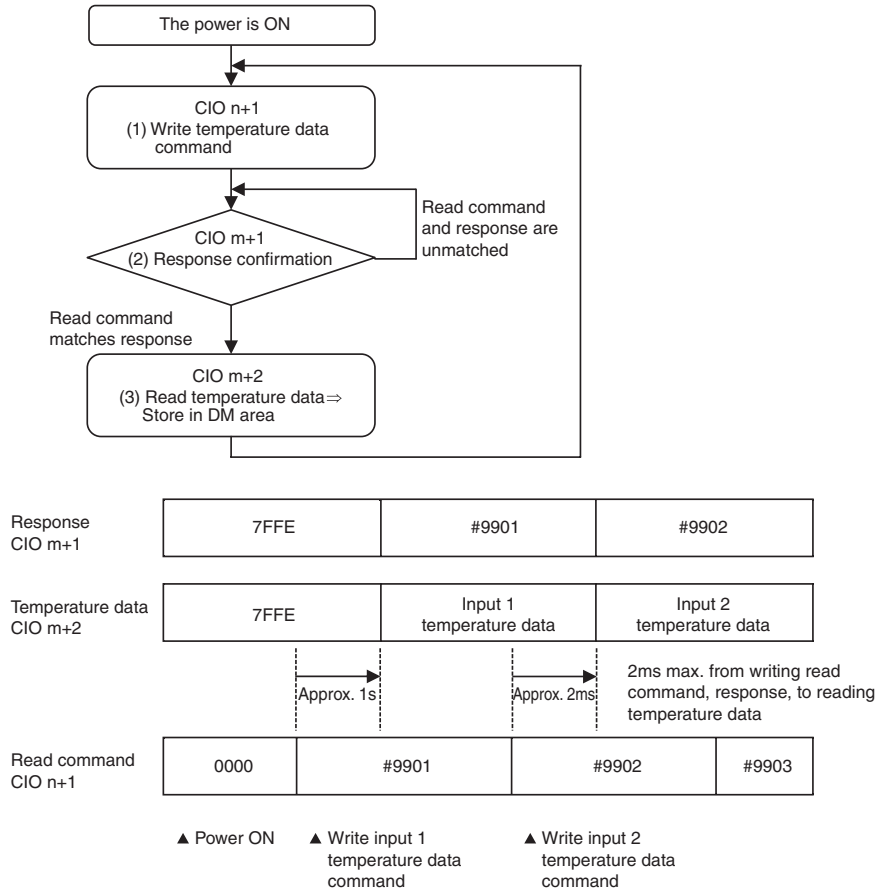 The power is ON
CIO n+1
(1) Write temperature data
command
Read command
and response are
unmatched
CIO m+1
(2) Response confirmation
Read command
matches response
CIO m+2
(3) Read temperature data⇒
Store in DM area
Response
CIO m+1
7FFE
#9901
#9902
Temperature data
CIO m+2
7FFE
Input 1
temperature data
Input 2
temperature data
Approx. 1s
Approx. 2ms
2ms max. from writing read
command, response, to reading
temperature data
Read command
CIO n+1
0000
#9901
#9902
#9903
▲ Power ON
▲ Write input 1
temperature data
command
▲ Write input 2
temperature data
command